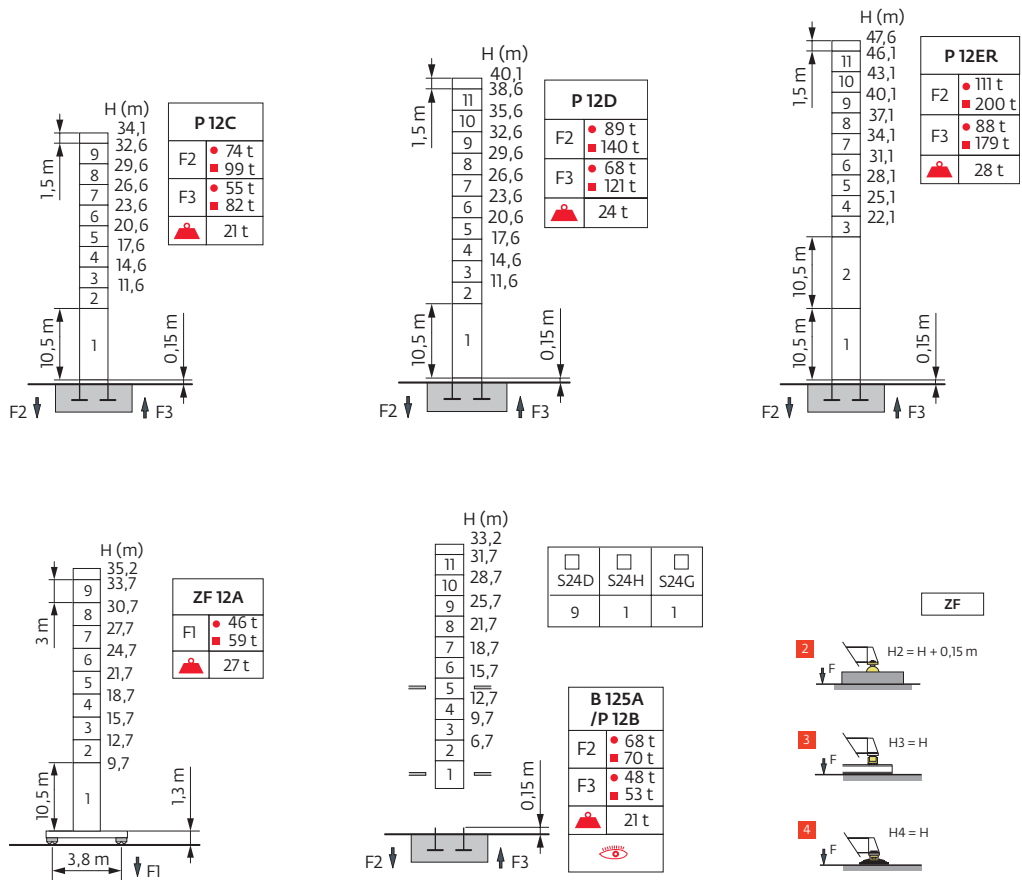 H (m)
34,1
32,6
29,6
26,6
23,6
20,6
17,6
14,6
11,6
9
8
7
6
5
4
3
2
1
1,5 m
10,5 m
0,15 m
F2
F3
P 12C
F2 74 t
99 t
F3 55 t
82 t
21 t
H (m)
40,1
38,6
35,6
32,6
29,6
26,6
23,6
20,6
17,6
14,6
11,6
11
10
9
8
7
6
5
4
3
2
1
1,5 m
10,5 m
0,15 m
F2
F3
P 12D
F2 89 t
140 t
F3 68 t
121 t
24 t
H (m)
47,6
46,1
43,1
40,1
37,1
34,1
31,1
28,1
25,1
22,1
11
10
9
8
7
6
5
4
3
2
1
1,5 m
10,5 m
10,5 m
0,15 m
F2
F3
P 12ER
F2 111 t
200 t
F3 88 t
179 t
28 t
H (m)
35,2
33,7
30,7
27,7
24,7
21,7
18,7
15,7
12,7
9,7
9
8
7
6
5
4
3
2
1
3 m
10,5 m
1,3 m
3,8 m
F1
ZF 12A
F1 46 t
59 t
27 t
H (m)
33,2
31,7
28,7
25,7
21,7
18,7
15,7
12,7
9,7
6,7
11
10
9
8
7
6
5
4
3
2
1
0,15 m
F2
F3
S24D S24H S24G
9 1 1
B 125A
/P 12B
F2 68 t
70 t
F3 48 t
53 t
21 t
ZF
2 F H2 = H + 0,15 m
3 F H3 = H
4 F H4 = H